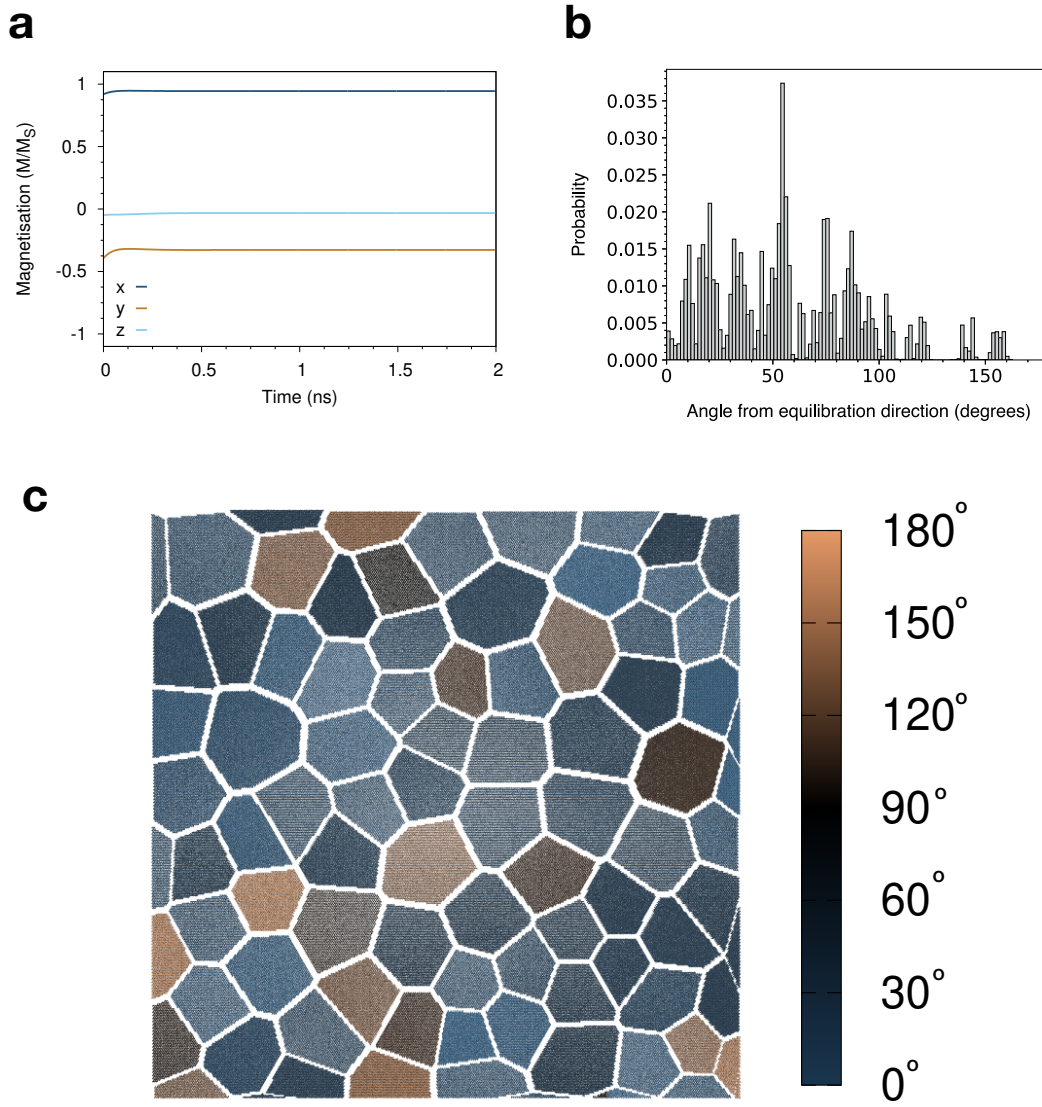 a
Magnetisation (M/M_S)
1
0.5
0
-0.5
-1
x
y
z
0 0.5 1 1.5 2
Time (ns)
b
Probability
0.035
0.030
0.025
0.020
0.015
0.010
0.005
0.000
0 50 100 150
Angle from equilibration direction (degrees)
c
180°
150°
120°
90°
60°
30°
0°